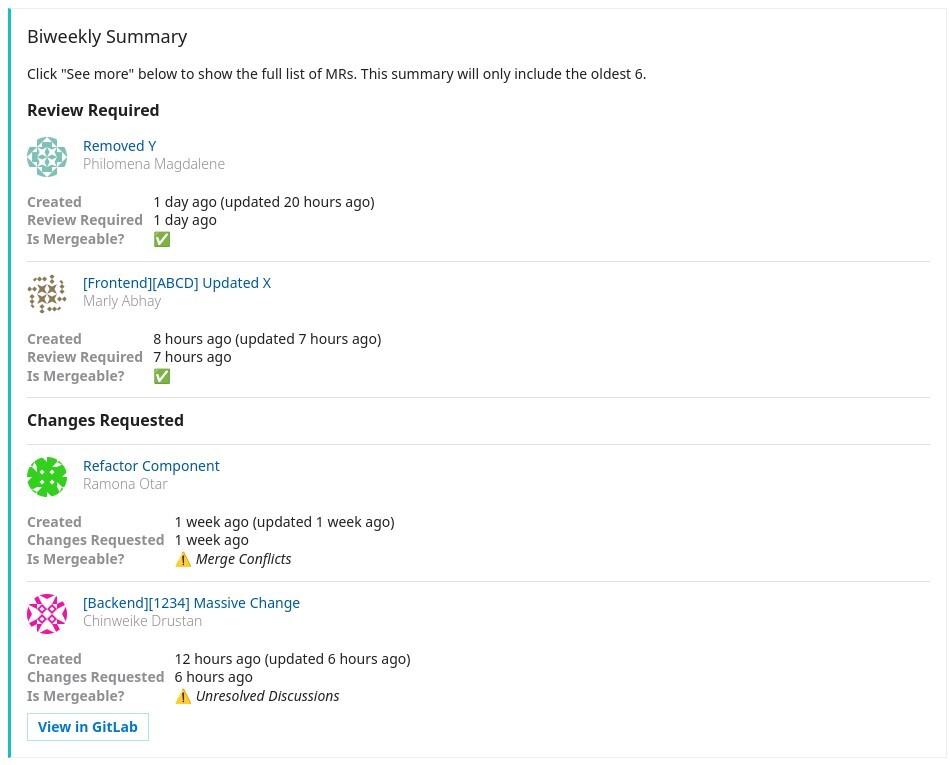 Biweekly Summary
Click "See more" below to show the full list of MRs. This summary will only include the oldest 6.
Review Required
Removed Y
Philomena Magdalene
Created 1 day ago (updated 20 hours ago)
Review Required 1 day ago
Is Mergeable? ✅
[Frontend][ABCD] Updated X
Marly Abhay
Created 8 hours ago (updated 7 hours ago)
Review Required 7 hours ago
Is Mergeable? ✅
Changes Requested
Refactor Component
Ramona Otar
Created 1 week ago (updated 1 week ago)
Changes Requested 1 week ago
Is Mergeable? ⚠️ Merge Conflicts
[Backend][1234] Massive Change
Chinweike Drustan
Created 12 hours ago (updated 6 hours ago)
Changes Requested 6 hours ago
Is Mergeable? ⚠️ Unresolved Discussions
View in GitLab